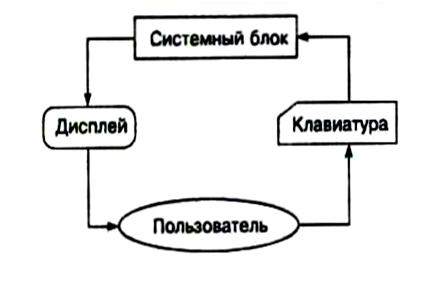 Системный блок
Дисплей
Клавиатура
Пользователь